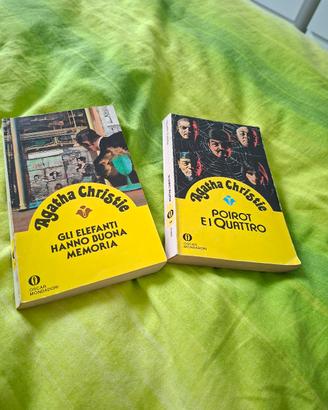 Agatha Christie
GLI ELEFANTI
HANNO BUONA
MEMORIA
OSCAR
MONDADORI
Agatha Christie
POIROT
E I QUATTRO
OSCAR
MONDADORI